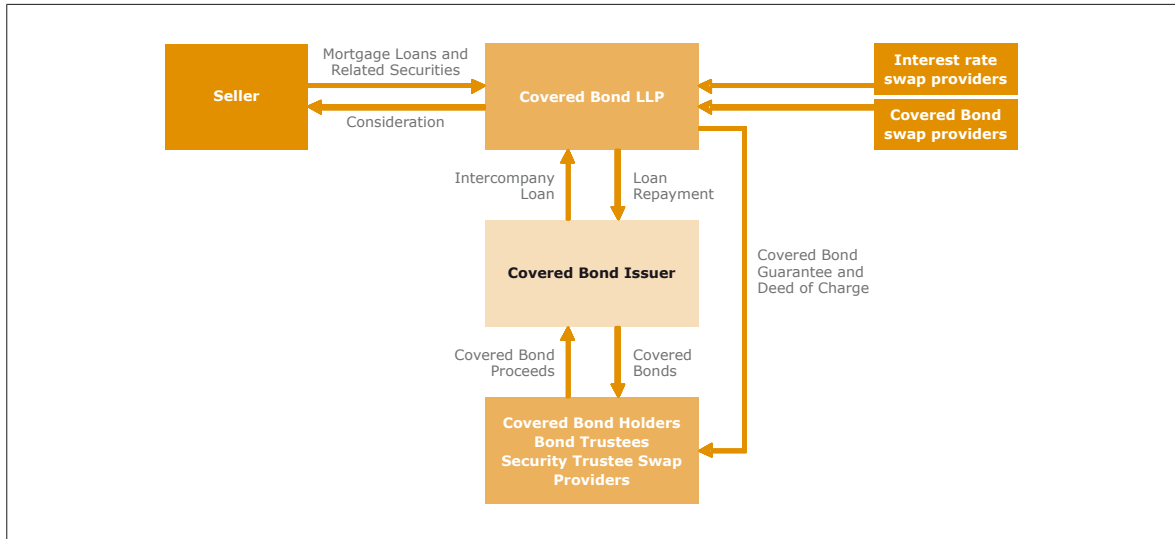 Mortgage Loans and
Related Securities
Seller
Consideration
Covered Bond LLP
Interest rate
swap providers
Covered Bond
swap providers
Intercompany
Loan
Loan
Repayment
Covered Bond Issuer
Covered Bond
Guarantee and
Deed of Charge
Covered Bond
Proceeds
Covered
Bonds
Covered Bond Holders
Bond Trustees
Security Trustee Swap
Providers